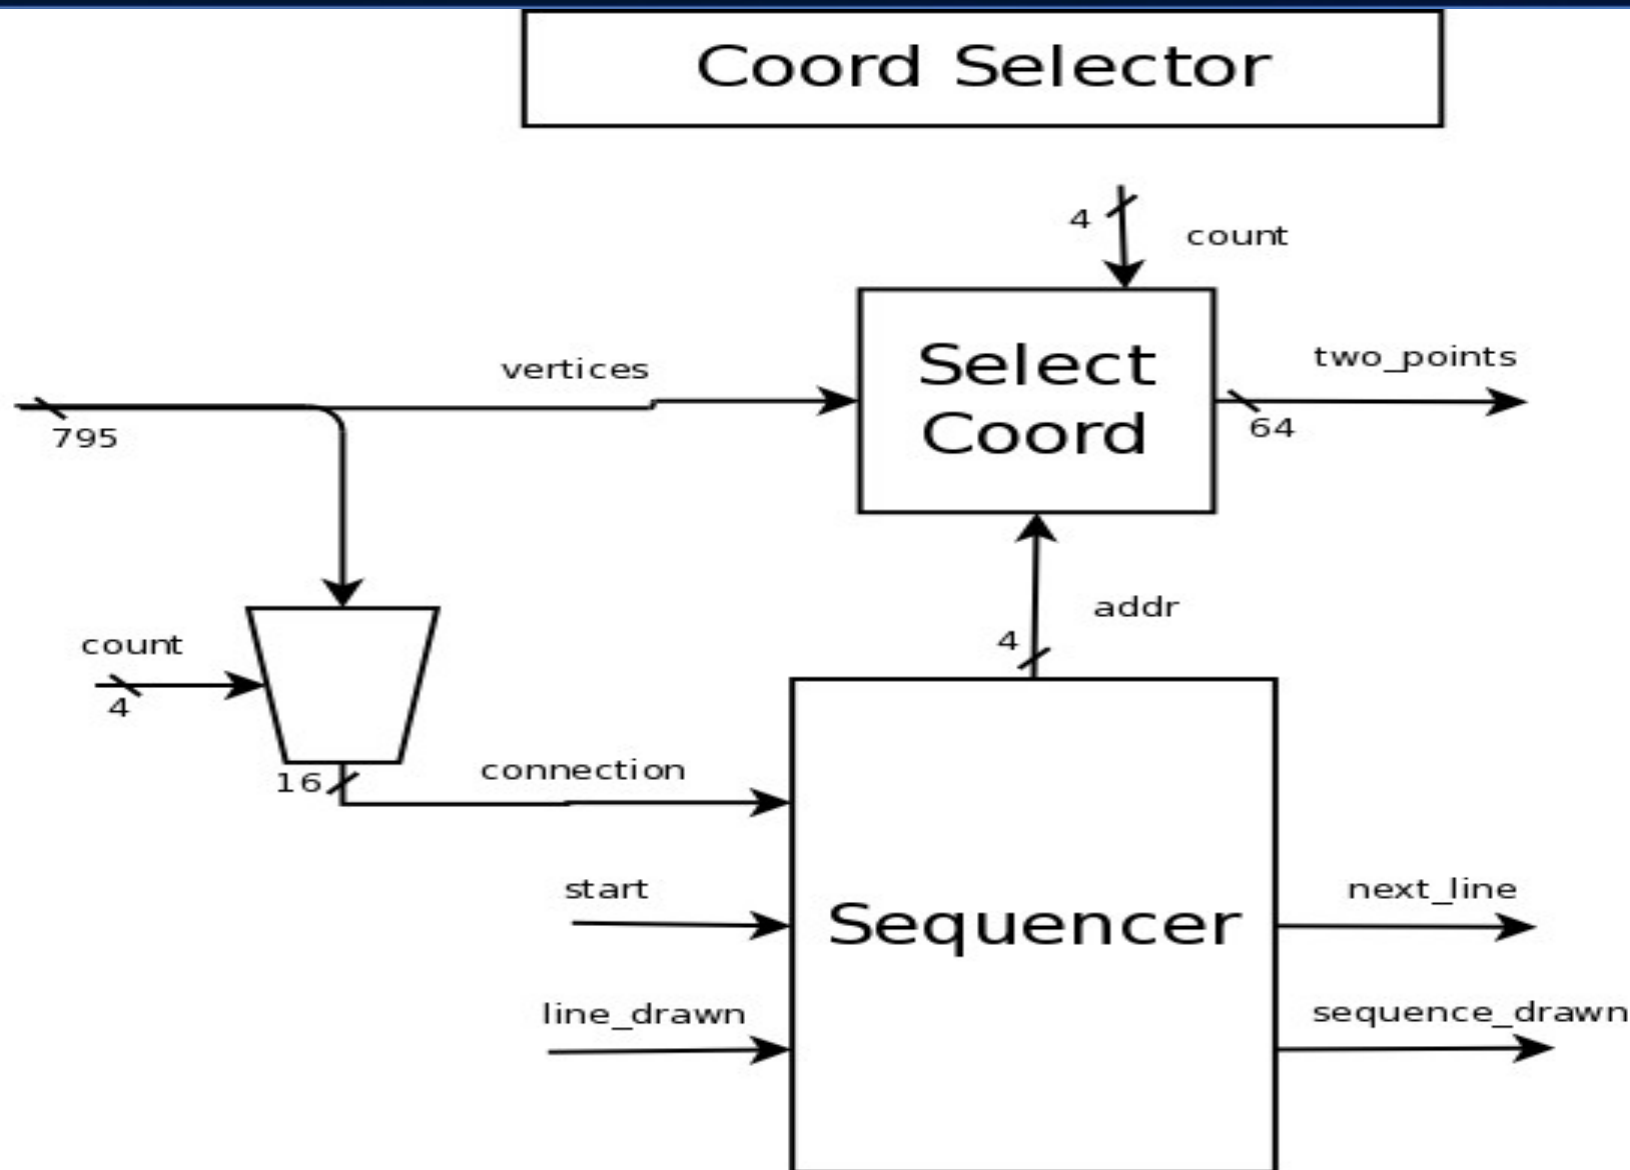 Coord Selector
4
count
vertices
795
Select
Coord
two_points
64
count
4
addr
4
16
connection
start
line_drawn
Sequencer
next_line
sequence_drawn